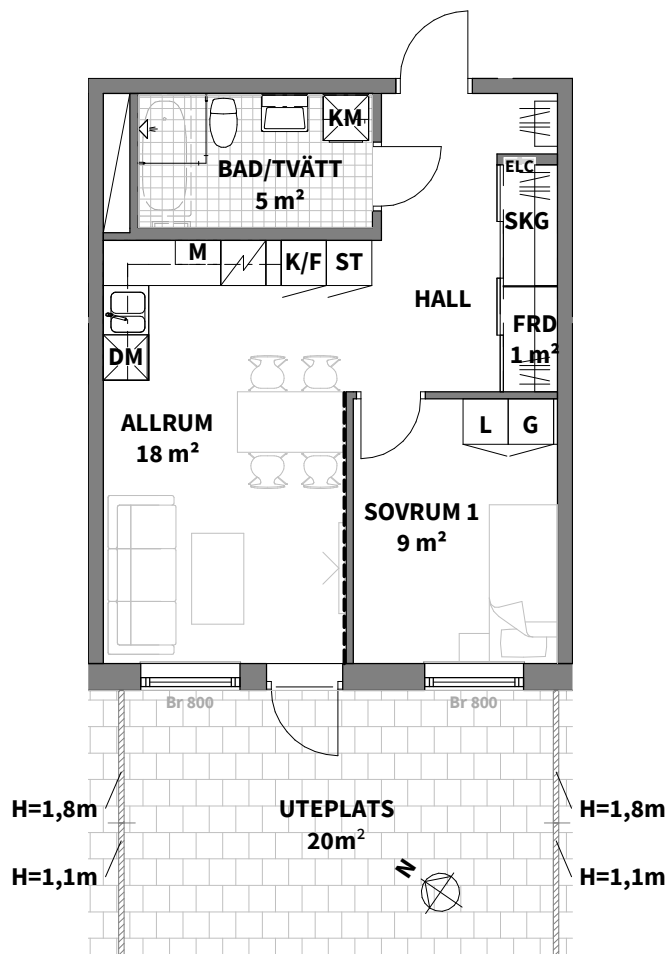 KM
BAD/TVÄTT
5 m²
ELC
SKG
M
K/F
ST
HALL
FRD
1 m²
DM
ALLRUM
18 m²
L
G
SOVRUM 1
9 m²
Br 800
Br 800
H=1,8m
UTEPLATS
20m²
H=1,8m
H=1,1m
N
H=1,1m